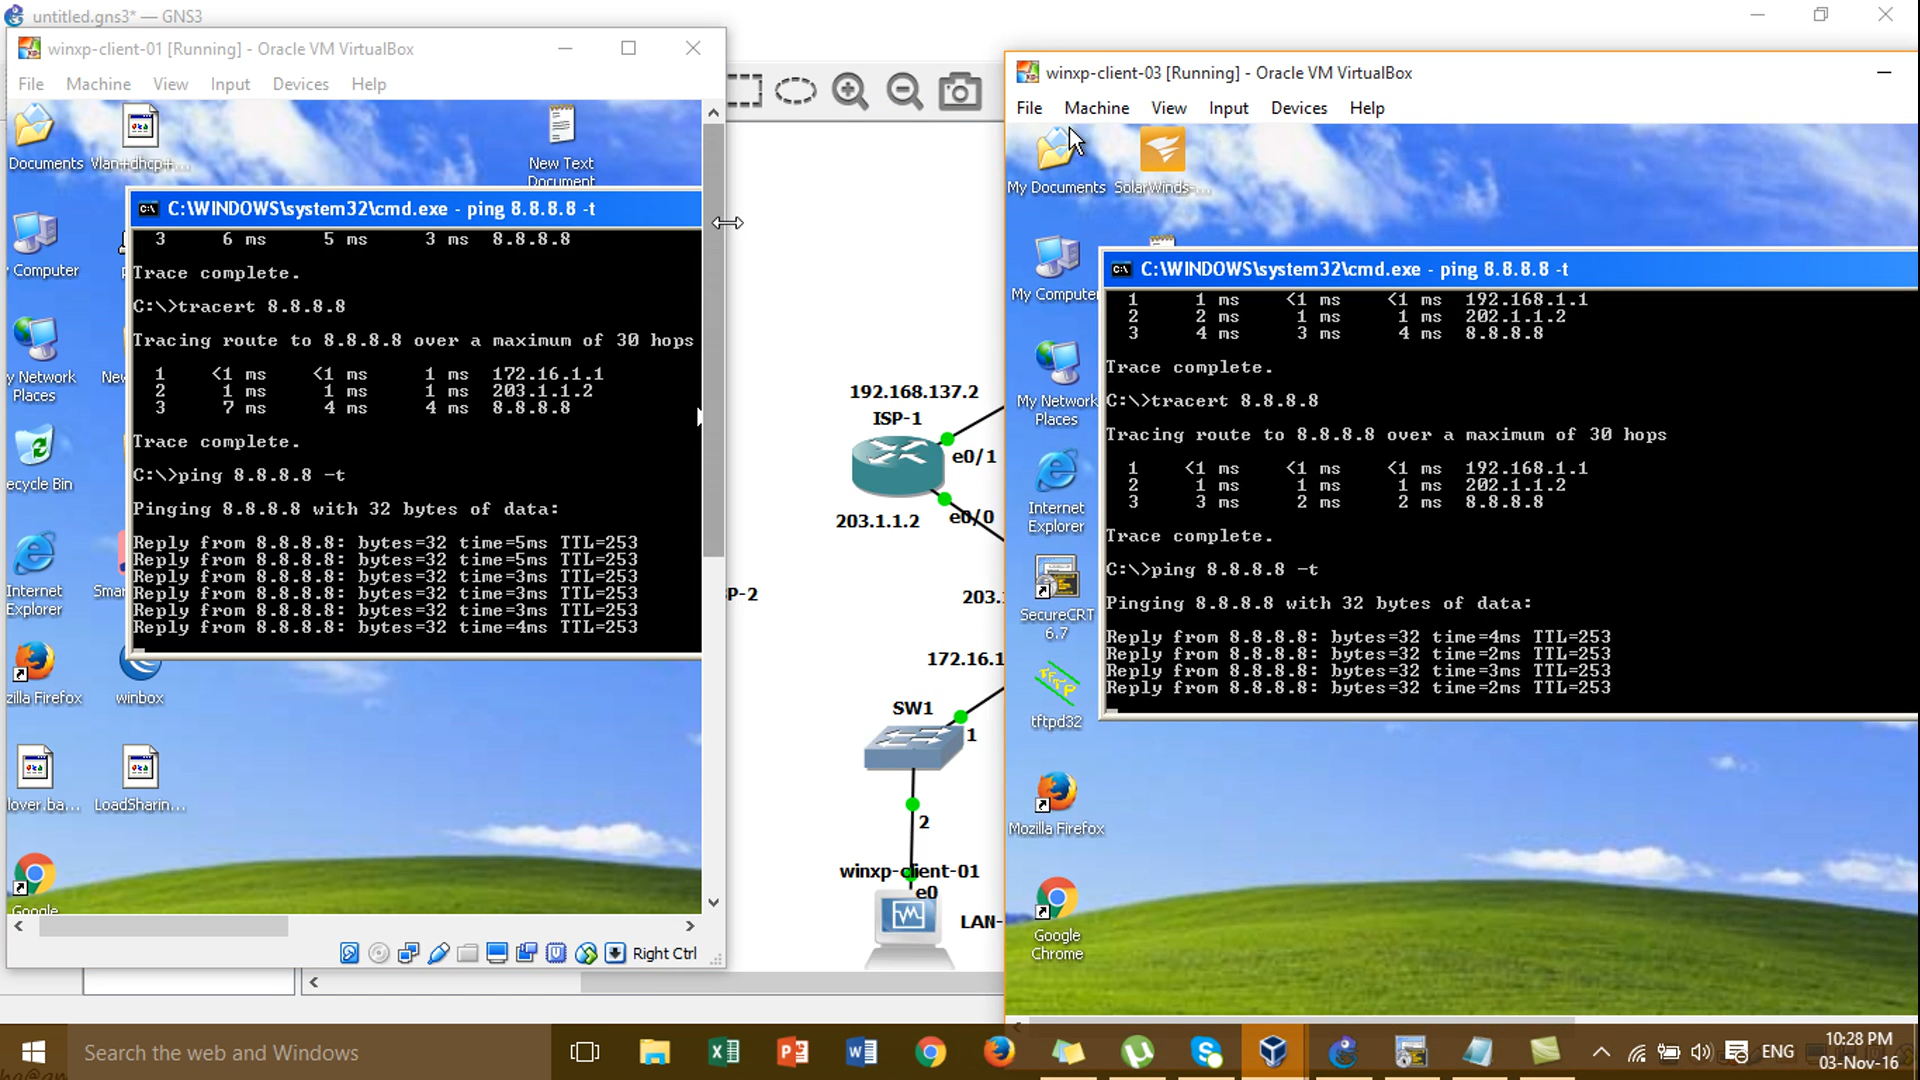 untitled.gns3* — GNS3
winxp-client-01 [Running] - Oracle VM VirtualBox
File Machine View Input Devices Help
Documents
Vlan+dhcp+...
New Text
Document
C:\WINDOWS\system32\cmd.exe - ping 8.8.8.8 -t
3 6 ms 5 ms 3 ms 8.8.8.8
Trace complete.
C:\>tracert 8.8.8.8
Tracing route to 8.8.8.8 over a maximum of 30 hops
1 <1 ms <1 ms 1 ms 172.16.1.1
2 1 ms 1 ms 1 ms 203.1.1.2
3 7 ms 4 ms 4 ms 8.8.8.8
Trace complete.
C:\>ping 8.8.8.8 -t
Pinging 8.8.8.8 with 32 bytes of data:
Reply from 8.8.8.8: bytes=32 time=5ms TTL=253
Reply from 8.8.8.8: bytes=32 time=5ms TTL=253
Reply from 8.8.8.8: bytes=32 time=3ms TTL=253
Reply from 8.8.8.8: bytes=32 time=3ms TTL=253
Reply from 8.8.8.8: bytes=32 time=3ms TTL=253
Reply from 8.8.8.8: bytes=32 time=4ms TTL=253
Computer
y Network
Places
New
ecycle Bin
Internet
Explorer
Smar
zilla Firefox
winbox
lover.ba...
LoadSharin...
Google
Right Ctrl
192.168.137.2
ISP-1
e0/1
203.1.1.2
e0/0
P-2
203.
172.16.1
SW1
1
2
winxp-client-01
e0
LAN-
winxp-client-03 [Running] - Oracle VM VirtualBox
File Machine View Input Devices Help
My Documents
SolarWinds-...
My Computer
My Network
Places
Internet
Explorer
SecureCRT
6.7
TFTP
tftpd32
Mozilla Firefox
Google
Chrome
C:\WINDOWS\system32\cmd.exe - ping 8.8.8.8 -t
1 1 ms <1 ms <1 ms 192.168.1.1
2 2 ms 1 ms 1 ms 202.1.1.2
3 4 ms 3 ms 4 ms 8.8.8.8
Trace complete.
C:\>tracert 8.8.8.8
Tracing route to 8.8.8.8 over a maximum of 30 hops
1 <1 ms <1 ms <1 ms 192.168.1.1
2 1 ms 1 ms 1 ms 202.1.1.2
3 3 ms 2 ms 2 ms 8.8.8.8
Trace complete.
C:\>ping 8.8.8.8 -t
Pinging 8.8.8.8 with 32 bytes of data:
Reply from 8.8.8.8: bytes=32 time=4ms TTL=253
Reply from 8.8.8.8: bytes=32 time=2ms TTL=253
Reply from 8.8.8.8: bytes=32 time=3ms TTL=253
Reply from 8.8.8.8: bytes=32 time=2ms TTL=253
Search the web and Windows
ENG
10:28 PM
03-Nov-16